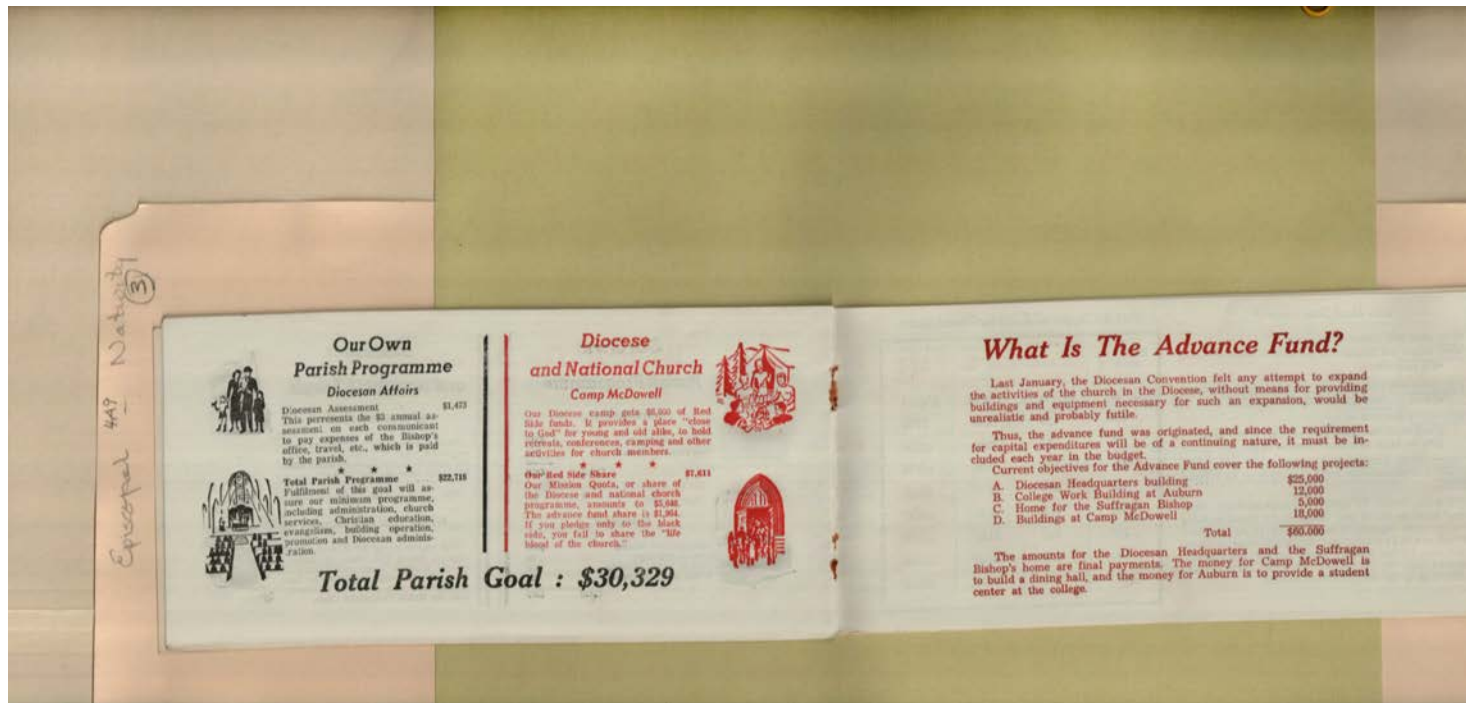 Episcopal 449 - Nativity
3
Our Own
Parish Programme
Diocesan Affairs
Diocesan Assessment $1,473
This perresents the $3 annual as-
sessment on each communicant
to pay expenses of the Bishop's
office, travel, etc., which is paid
by the parish.
★ ★ ★
Total Parish Programme $22,718
Fulfilment of this goal will as-
sure our minimum programme,
including administration, church
services, Christian education,
evangelism, building operation,
promotion and Diocesan adminis-
ration.
Diocese
and National Church
Camp McDowell
Our Diocese camp gets of Red
Side funds. It provides a place "close
to God" for young and old alike, to hold
retreats, conferences, camping and other
activities for church members.
★ ★ ★
Our Red Side Share $7,611
Our Mission Quota, or share of
the Diocese and national church
programme, amounts to
The advance fund share is
If you pledge only to the black
side, you fail to share the "life
blood of the church."
Total Parish Goal : $30,329
What Is The Advance Fund?
Last January, the Diocesan Convention felt any attempt to expand
the activities of the church in the Diocese, without means for providing
buildings and equipment necessary for such an expansion, would be
unrealistic and probably futile.
Thus, the advance fund was originated, and since the requirement
for capital expenditures will be of a continuing nature, it must be in-
cluded each year in the budget.
Current objectives for the Advance Fund cover the following projects:
A. Diocesan Headquarters building $25,000
B. College Work Building at Auburn 12,000
C. Home for the Suffragan Bishop 5,000
D. Buildings at Camp McDowell 18,000
Total $60.000
The amounts for the Diocesan Headquarters and the Suffragan
Bishop's home are final payments. The money for Camp McDowell is
to build a dining hall, and the money for Auburn is to provide a student
center at the college.